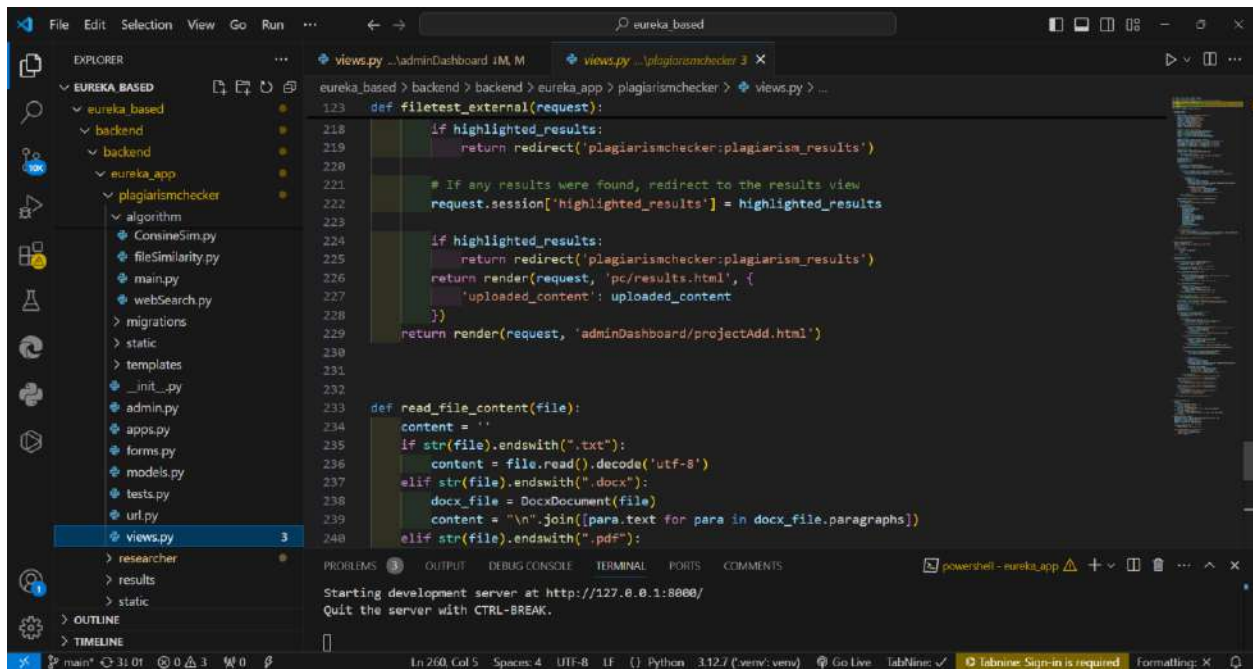 File Edit Selection View Go Run ··· eureka_based
EXPLORER ···
EUREKA_BASED
eureka_based
backend
backend
eureka_app
plagiarismchecker
algorithm
ConsineSim.py
fileSimilarity.py
main.py
webSearch.py
migrations
static
templates
__init__.py
admin.py
apps.py
forms.py
models.py
tests.py
url.py
views.py 3
researcher
results
static
OUTLINE
TIMELINE
10K
1
views.py ...\adminDashboard ↓M, M
views.py ...\plagiarismchecker 3
eureka_based > backend > backend > eureka_app > plagiarismchecker > views.py > ...
123 def filetest_external(request):
218 if highlighted_results:
219 return redirect('plagiarismchecker:plagiarism_results')
220
221 # If any results were found, redirect to the results view
222 request.session['highlighted_results'] = highlighted_results
223
224 if highlighted_results:
225 return redirect('plagiarismchecker:plagiarism_results')
226 return render(request, 'pc/results.html', {
227 'uploaded_content': uploaded_content
228 })
229 return render(request, 'adminDashboard/projectAdd.html')
230
231
232
233 def read_file_content(file):
234 content = ''
235 if str(file).endswith(".txt"):
236 content = file.read().decode('utf-8')
237 elif str(file).endswith(".docx"):
238 docx_file = DocxDocument(file)
239 content = "\n".join([para.text for para in docx_file.paragraphs])
240 elif str(file).endswith(".pdf"):
PROBLEMS 3 OUTPUT DEBUG CONSOLE TERMINAL PORTS COMMENTS powershell - eureka_app
Starting development server at http://127.0.0.1:8000/
Quit the server with CTRL-BREAK.
main* 3↓ 0↑ 0 3 0 Ln 260, Col 5 Spaces: 4 UTF-8 LF {} Python 3.12.7 ('.venv': venv) Go Live TabNine: ✓ Tabnine: Sign-in is required Formatting: X